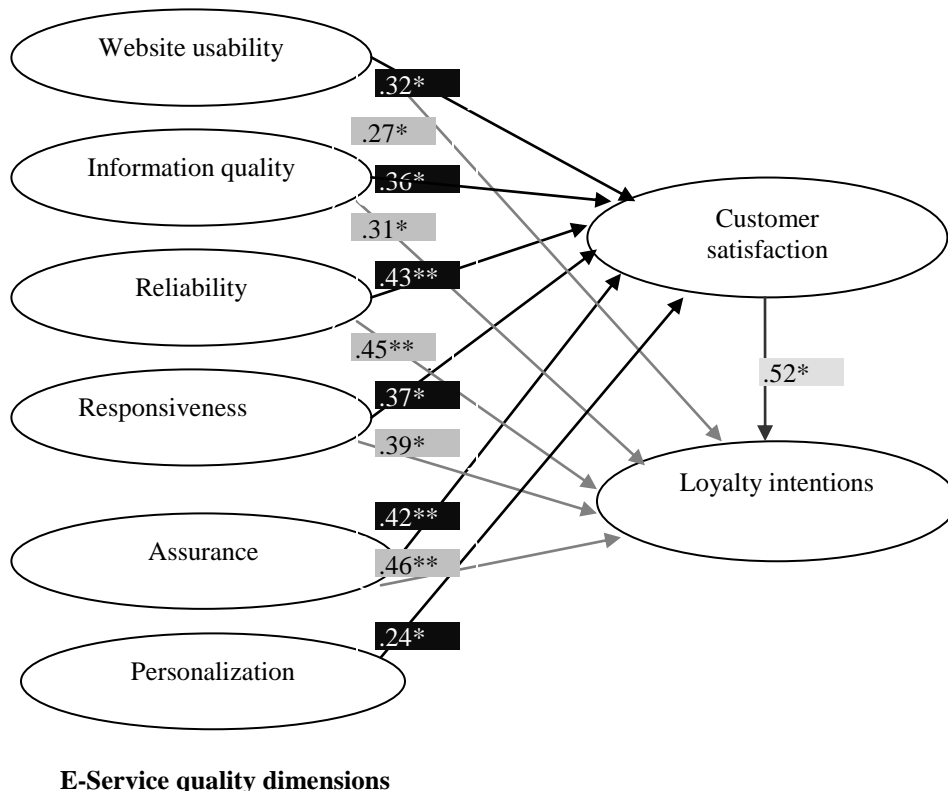 Website usability
.32*
.27*
Information quality
.36*
.31*
Customer
satisfaction
Reliability
.43**
.45**
Responsiveness
.37*
.52*
.39*
Loyalty intentions
.42**
Assurance
.46**
.24*
Personalization
E-Service quality dimensions